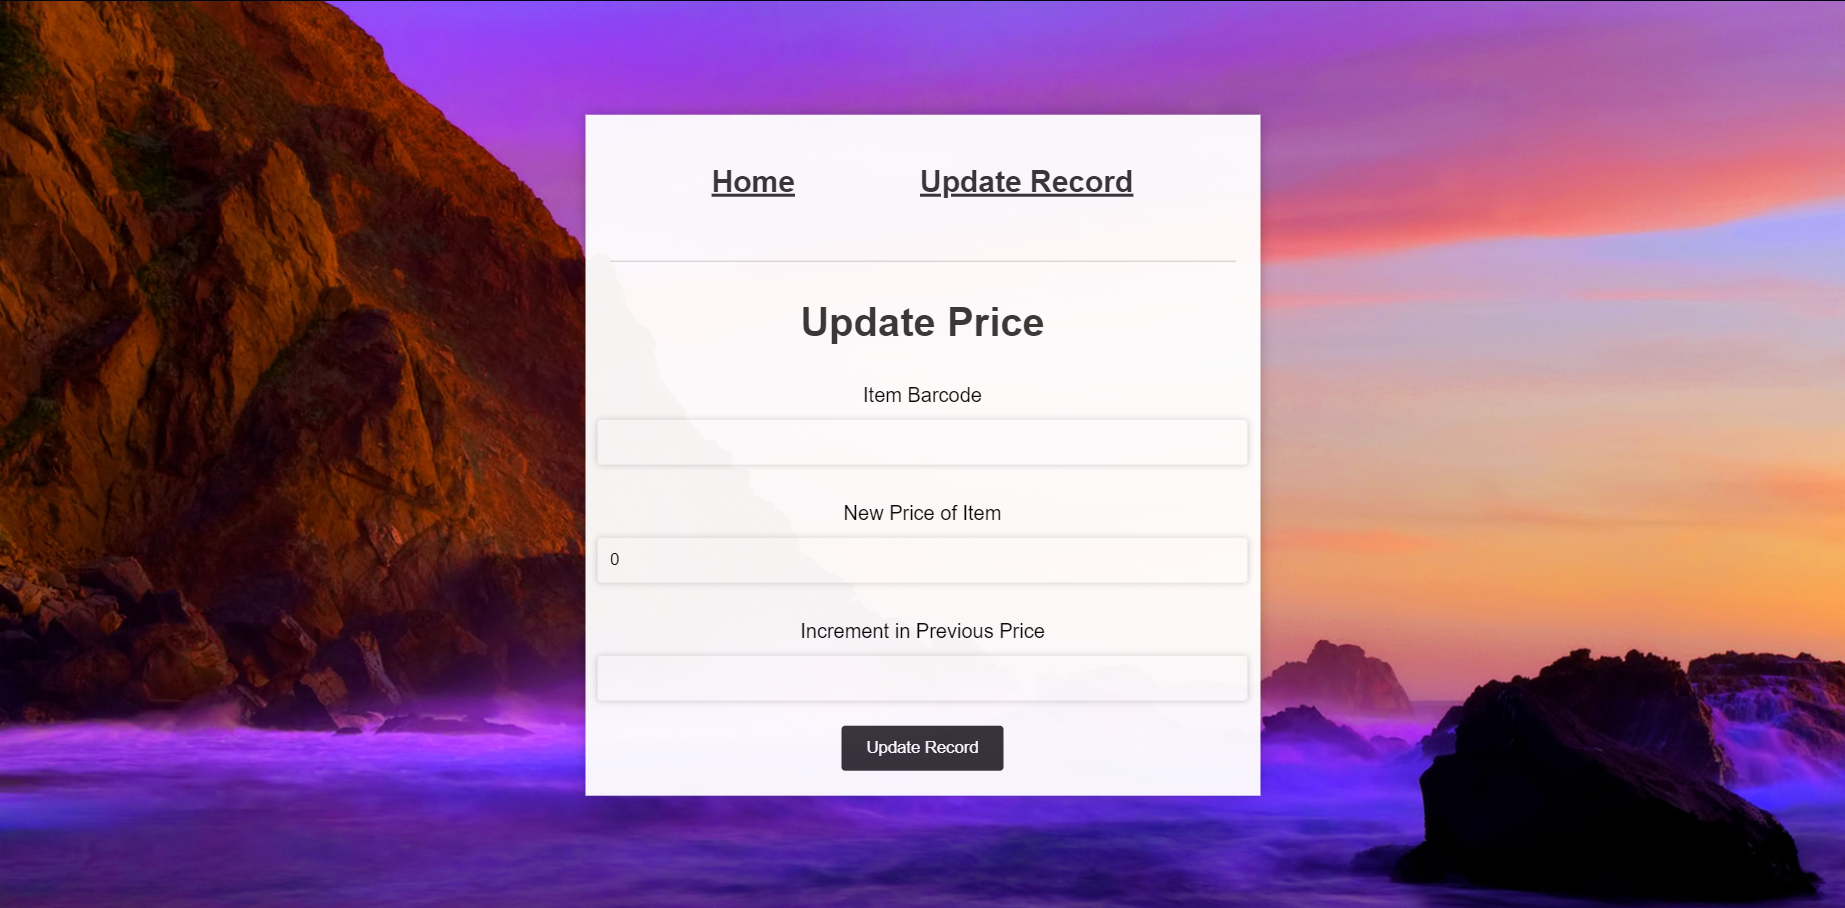 Home Update Record
Update Price
Item Barcode
New Price of Item
0
Increment in Previous Price
Update Record